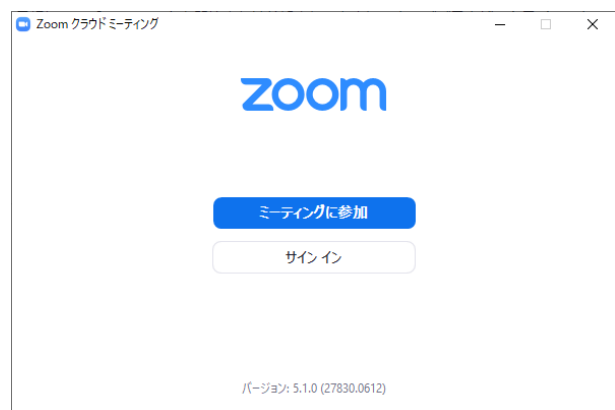 Zoom クラウド ミーティング
zoom
ミーティングに参加
サイン イン
バージョン: 5.1.0 (27830.0612)